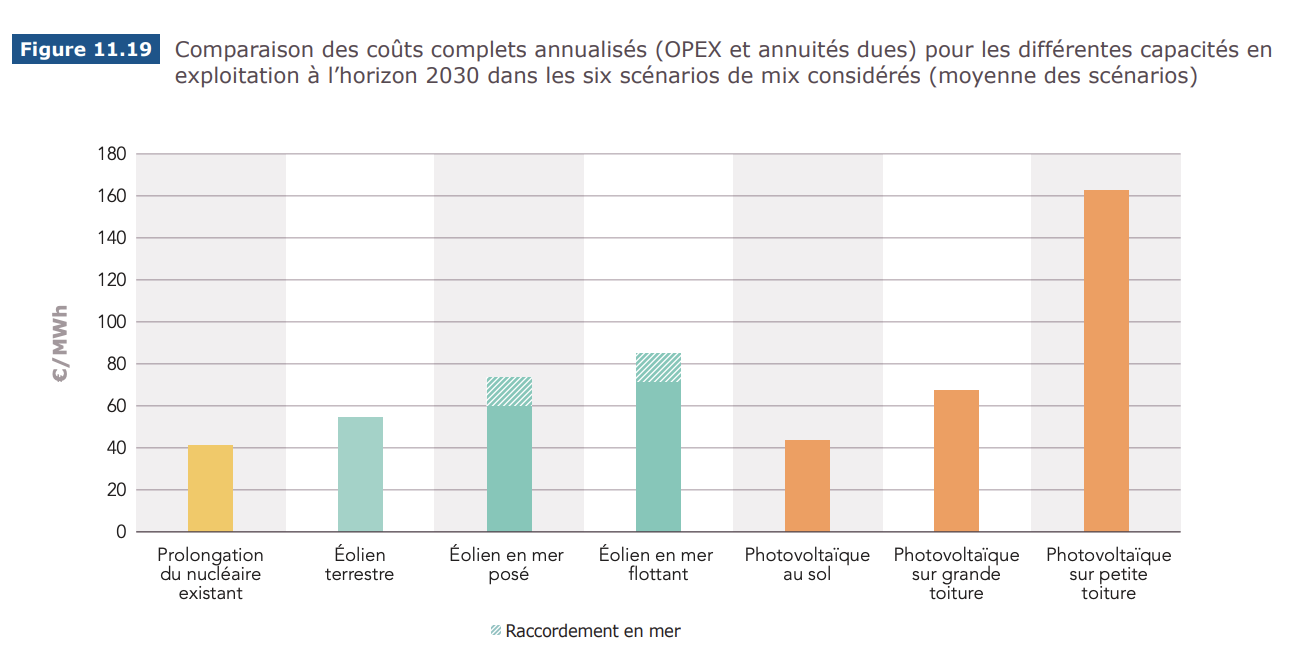 Figure 11.19 Comparaison des coûts complets annualisés (OPEX et annuités dues) pour les différentes capacités en
exploitation à l’horizon 2030 dans les six scénarios de mix considérés (moyenne des scénarios)
180
160
140
120
100
80
60
40
20
0
€/MWh
Prolongation
du nucléaire
existant
Éolien
terrestre
Éolien en mer
posé
Éolien en mer
flottant
Photovoltaïque
au sol
Photovoltaïque
sur grande
toiture
Photovoltaïque
sur petite
toiture
Raccordement en mer